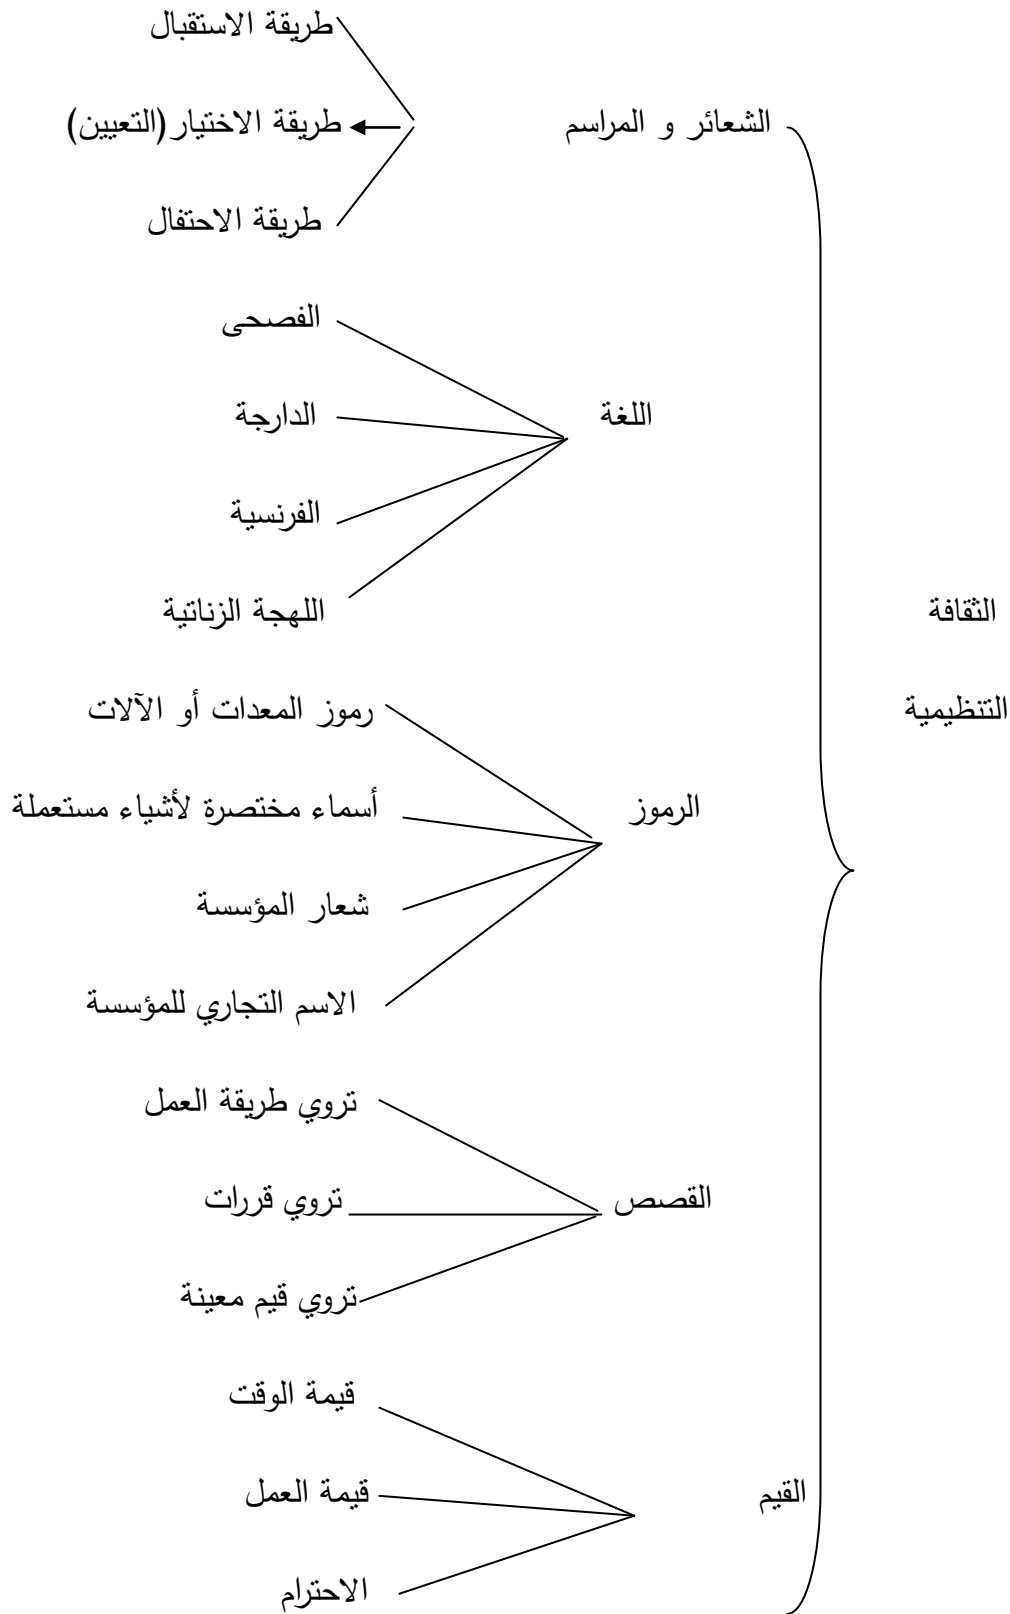 طريقة الاستقبال
الشعائر و المراسم
طريقة الاختيار (التعيين)
طريقة الاحتفال
الفصحى
اللغة
الدارجة
الفرنسية
الثقافة
اللهجة الزناتية
التنظيمية
رموز المعدات أو الآلات
الرموز
أسماء مختصرة لأشياء مستعملة
شعار المؤسسة
الاسم التجاري للمؤسسة
تروي طريقة العمل
القصص
تروي قررات
تروي قيم معينة
قيمة الوقت
القيم
قيمة العمل
الاحترام